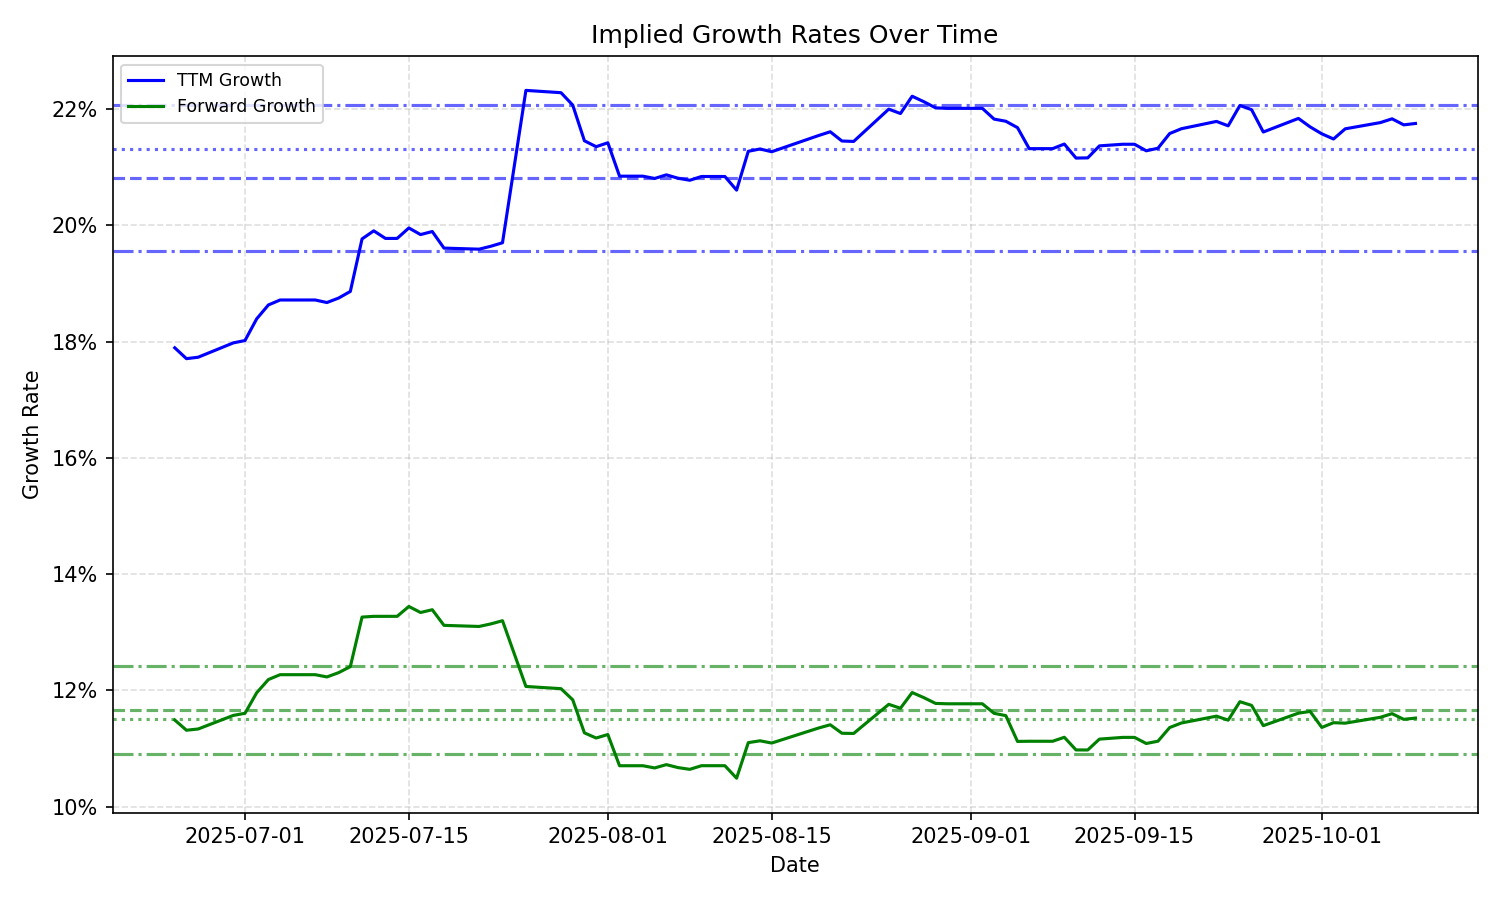 Implied Growth Rates Over Time
TTM Growth
Forward Growth
22%
20%
18%
16%
14%
12%
10%
Growth Rate
2025-07-01
2025-07-15
2025-08-01
2025-08-15
2025-09-01
2025-09-15
2025-10-01
Date